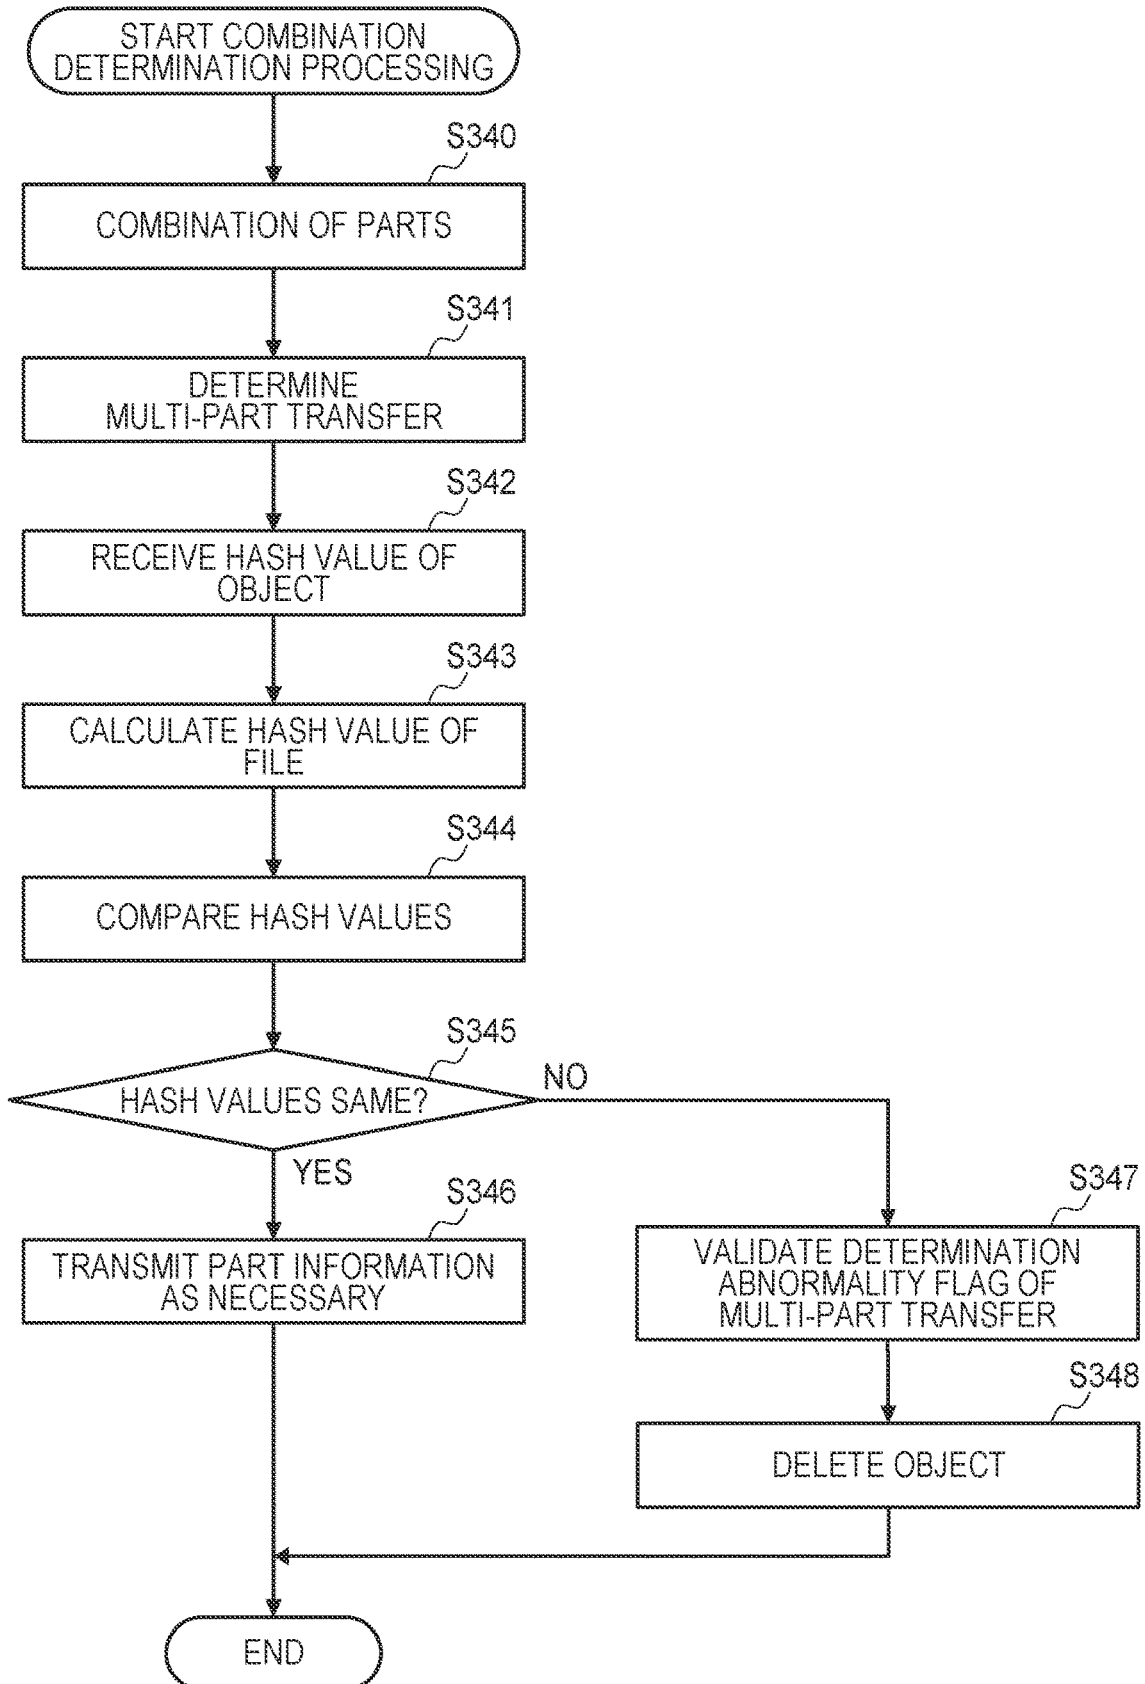 START COMBINATION
DETERMINATION PROCESSING
S340
COMBINATION OF PARTS
S341
DETERMINE
MULTI-PART TRANSFER
S342
RECEIVE HASH VALUE OF
OBJECT
S343
CALCULATE HASH VALUE OF
FILE
S344
COMPARE HASH VALUES
S345
HASH VALUES SAME?
NO
YES
S346
TRANSMIT PART INFORMATION
AS NECESSARY
S347
VALIDATE DETERMINATION
ABNORMALITY FLAG OF
MULTI-PART TRANSFER
S348
DELETE OBJECT
END